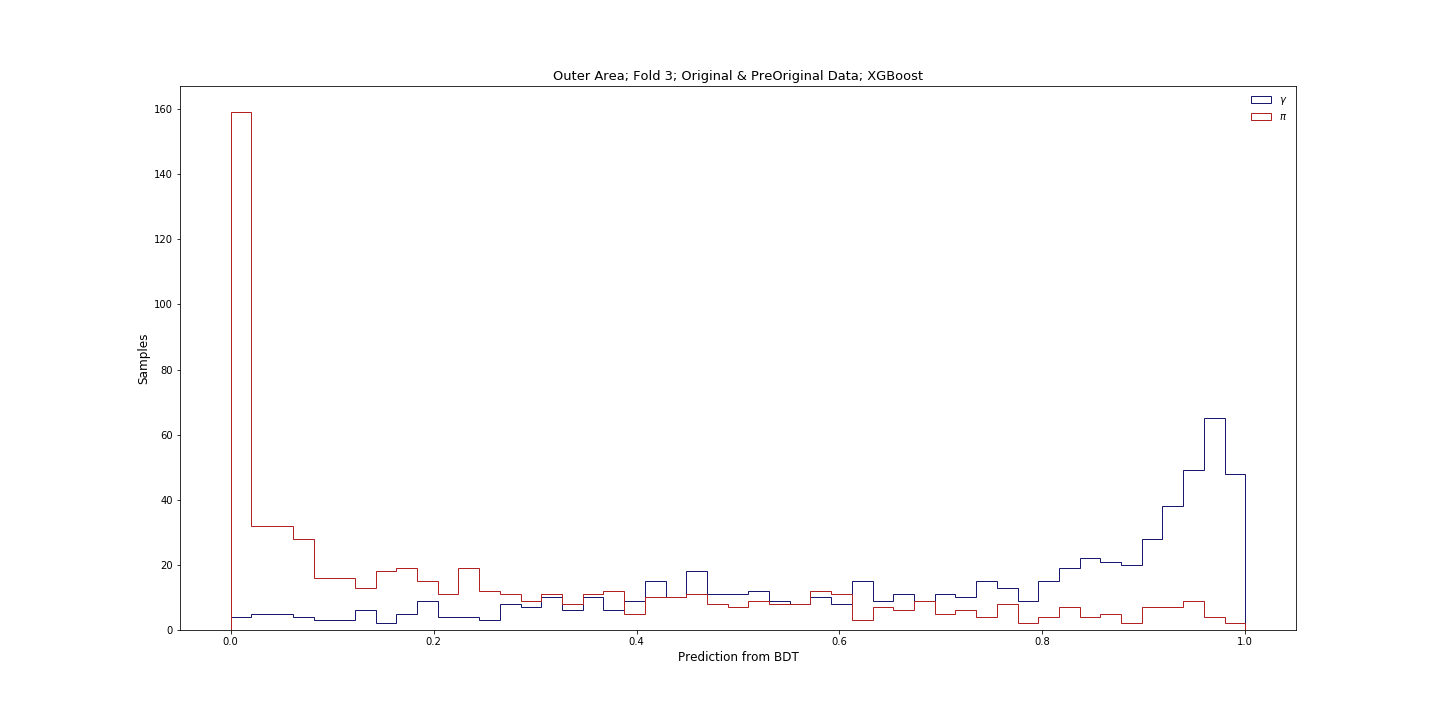 Outer Area; Fold 3; Original & PreOriginal Data; XGBoost
γ
π
160
140
120
100
80
60
40
20
0
Samples
0.0 0.2 0.4 0.6 0.8 1.0
Prediction from BDT